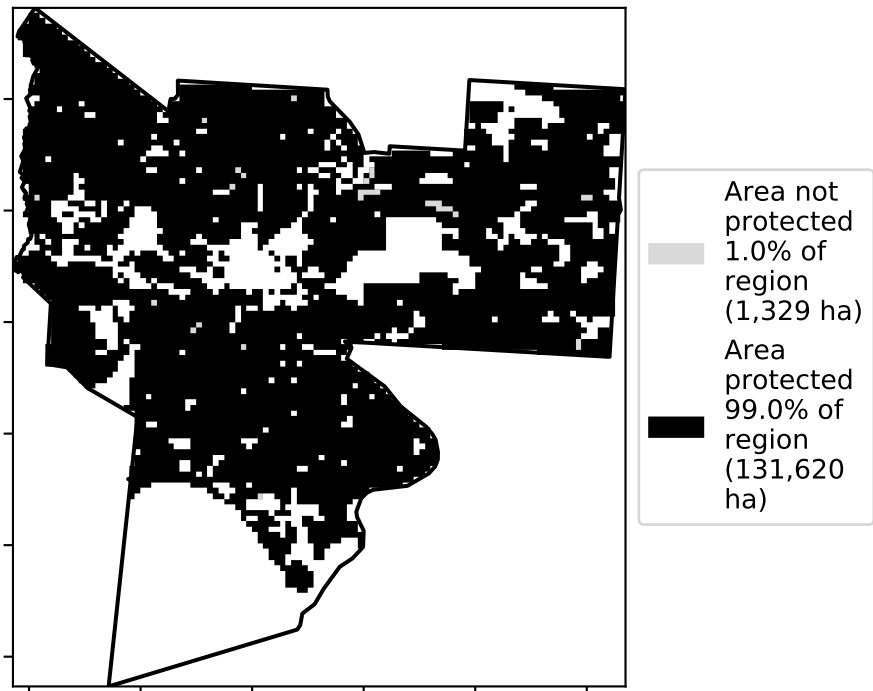 Area not
protected
1.0% of
region
(1,329 ha)
Area
protected
99.0% of
region
(131,620
ha)